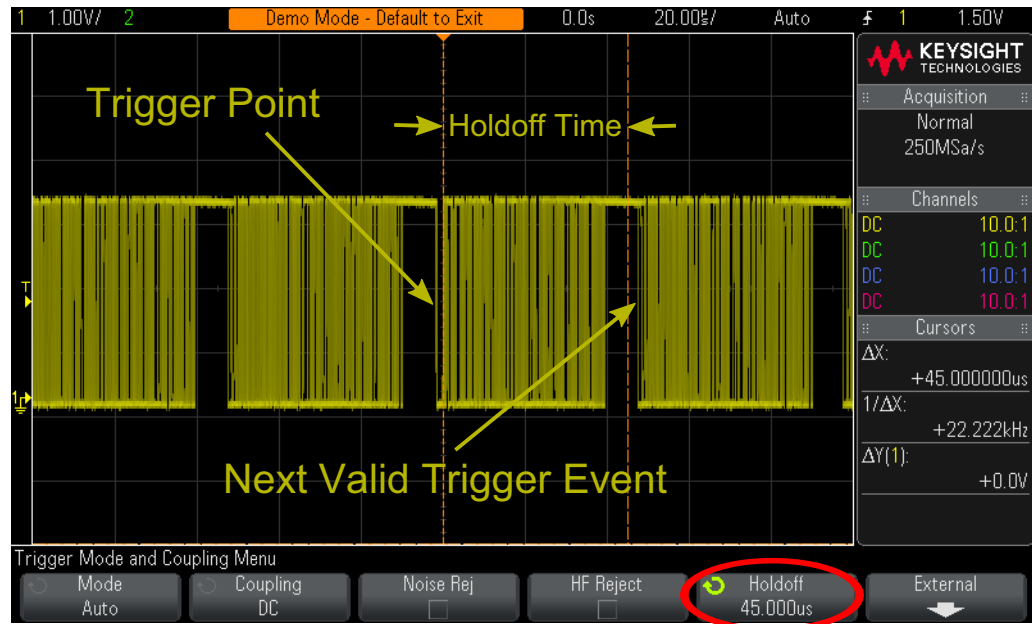 1 1.00V/ 2 Demo Mode - Default to Exit 0.0s 20.00㎲/ Auto 1 1.50V
KEYSIGHT
TECHNOLOGIES
Acquisition
Normal
250MSa/s
Channels
DC 10.0:1
DC 10.0:1
DC 10.0:1
DC 10.0:1
Cursors
ΔX:
+45.000000us
1/ΔX:
+22.222kHz
ΔY(1):
+0.0V
Trigger Point
Holdoff Time
T
1
Next Valid Trigger Event
Trigger Mode and Coupling Menu
Mode
Auto
Coupling
DC
Noise Rej
HF Reject
Holdoff
45.000us
External